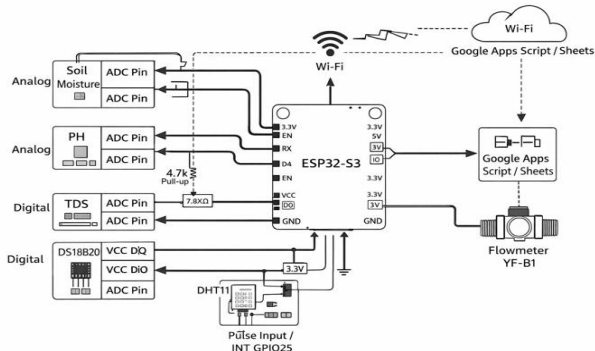 Wi-Fi
Google Apps Script / Sheets
Wi-Fi
Analog
Soil
Moisture
ADC Pin
ADC Pin
Analog
PH
ADC Pin
ADC Pin
4.7k
Pull-up
7.8XΩ
Digital
TDS
ADC Pin
ADC Pin
Digital
DS18B20
VCC DiQ
VCC DiO
ADC Pin
ESP32-S3
3.3V
EN
RX
D4
EN
VCC
DO
GND
3.3V
5V
3V
IO
3.3V
3.3V
3V
GND
Google Apps
Script / Sheets
Flowmeter
YF-B1
3.3V
DHT11
Pulse Input /
INT GPIO25